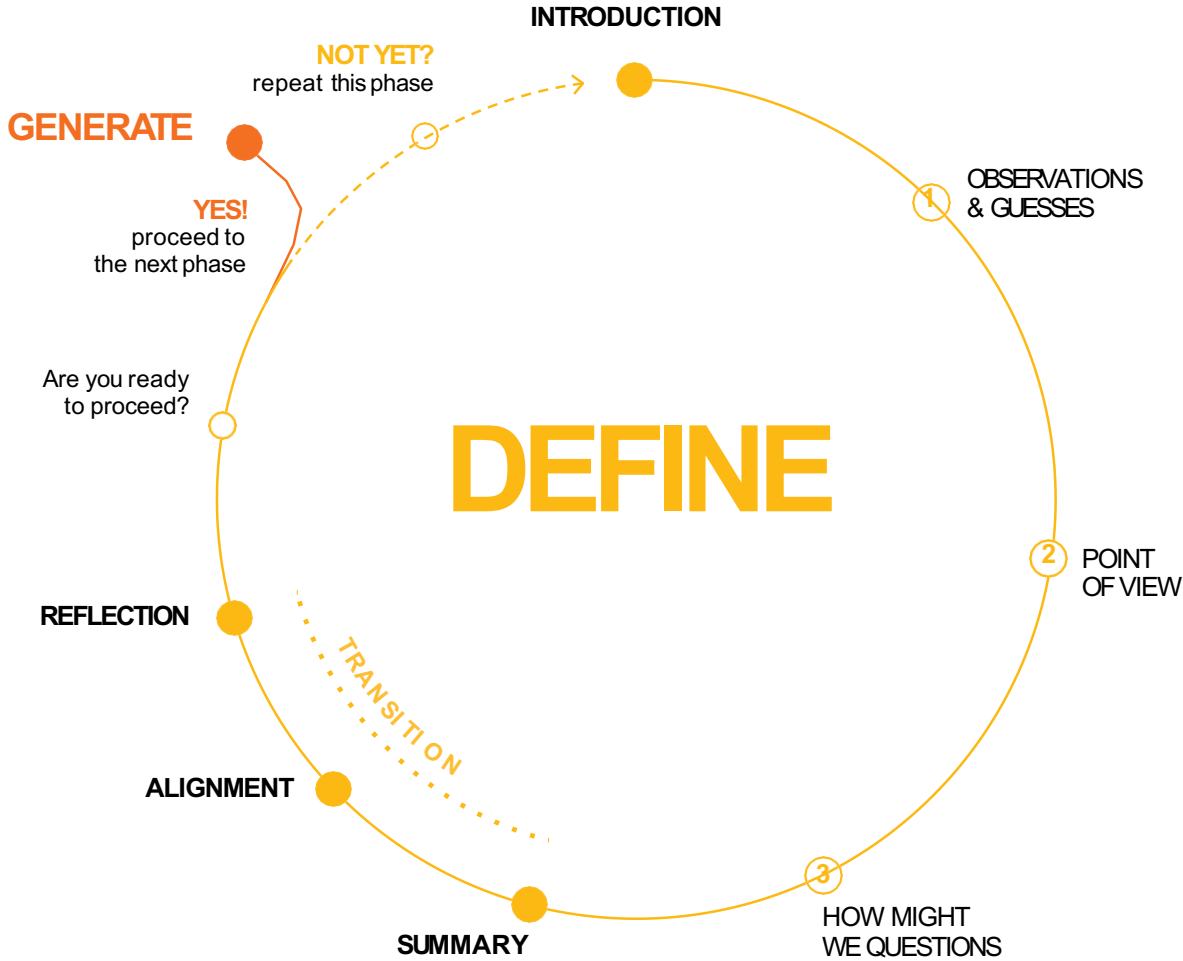 INTRODUCTION
NOT YET?
repeat this phase
GENERATE
YES!
proceed to
the next phase
1
OBSERVATIONS
& GUESSES
Are you ready
to proceed?
DEFINE
2
POINT
OF VIEW
REFLECTION
TRANSITION
ALIGNMENT
3
HOW MIGHT
WE QUESTIONS
SUMMARY